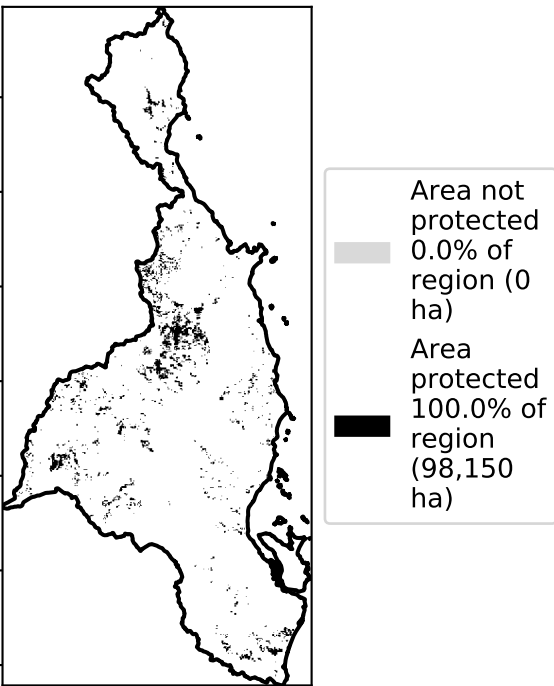 Area not
protected
0.0% of
region (0
ha)
Area
protected
100.0% of
region
(98,150
ha)